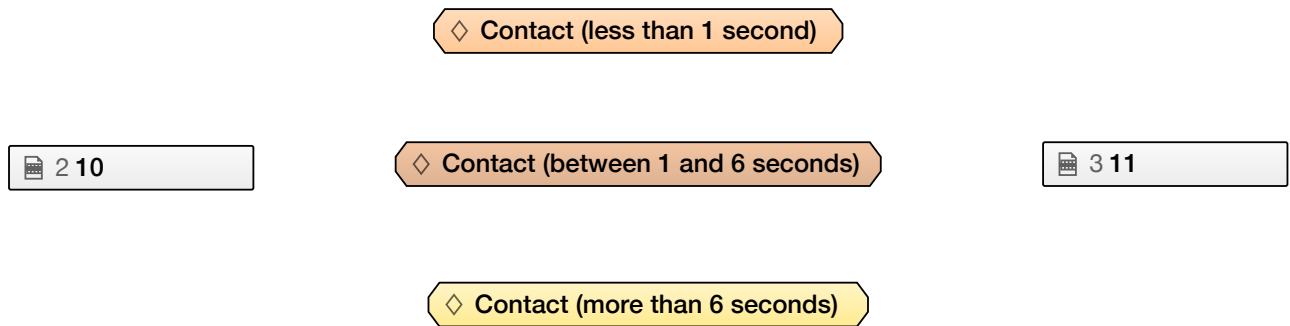 Contact (less than 1 second)
2 10
Contact (between 1 and 6 seconds)
3 11
Contact (more than 6 seconds)